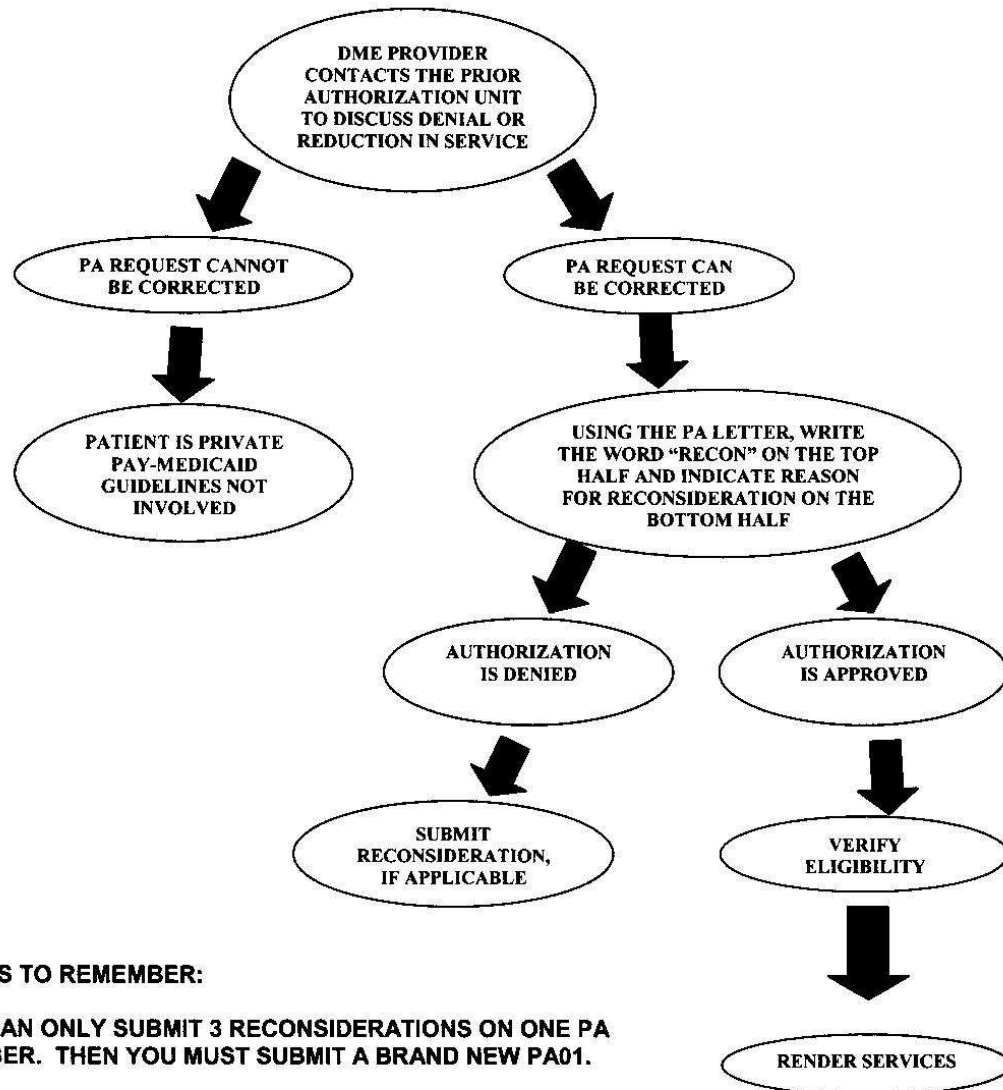 DME PROVIDER
CONTACTS THE PRIOR
AUTHORIZATION UNIT
TO DISCUSS DENIAL OR
REDUCTION IN SERVICE
PA REQUEST CANNOT
BE CORRECTED
PA REQUEST CAN
BE CORRECTED
PATIENT IS PRIVATE
PAY-MEDICAID
GUIDELINES NOT
INVOLVED
USING THE PA LETTER, WRITE
THE WORD “RECON” ON THE TOP
HALF AND INDICATE REASON
FOR RECONSIDERATION ON THE
BOTTOM HALF
AUTHORIZATION
IS DENIED
AUTHORIZATION
IS APPROVED
SUBMIT
RECONSIDERATION,
IF APPLICABLE
VERIFY
ELIGIBILITY
S TO REMEMBER:
AN ONLY SUBMIT 3 RECONSIDERATIONS ON ONE PA
BER. THEN YOU MUST SUBMIT A BRAND NEW PA01.
RENDER SERVICES